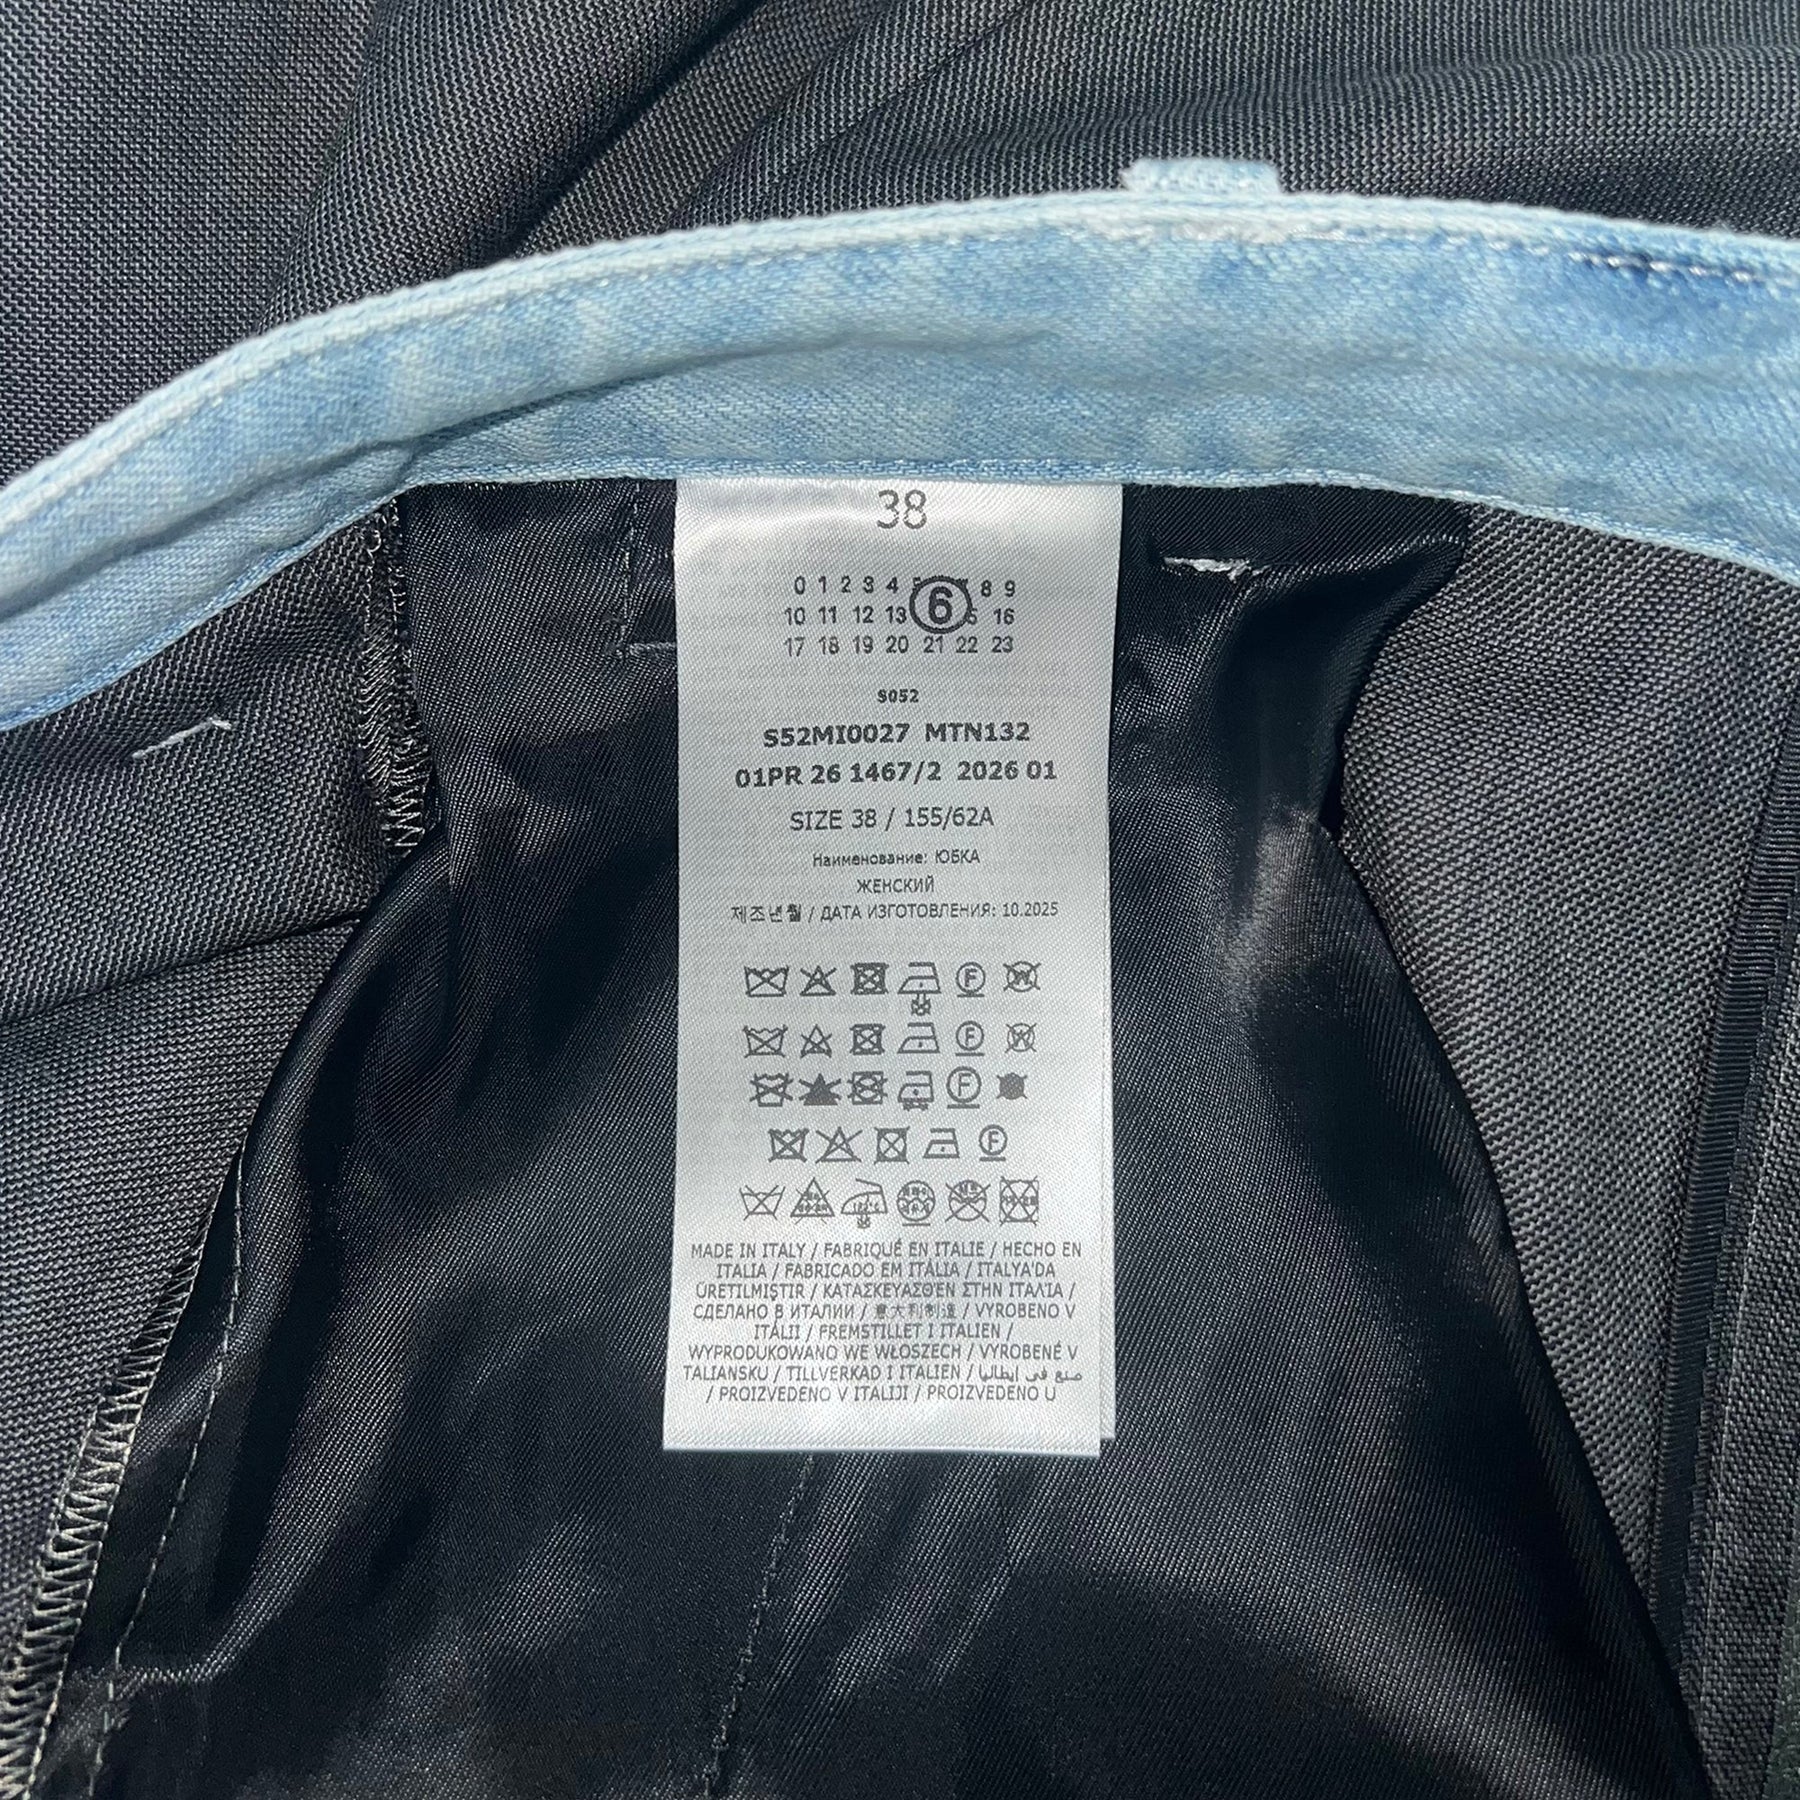 38
0 1 2 3 4 6 8 9
10 11 12 13 16
17 18 19 20 21 22 23
S052
S52MI0027 MTN132
01PR 26 1467/2 2026 01
SIZE 38 / 155/62A
Наименование: ЮБКА
ЖЕНСКИЙ
제조년월 / ДАТА ИЗГОТОВЛЕНИЯ: 10.2025
F W
F W
F
F
MADE IN ITALY / FABRIQUÉ EN ITALIE / HECHO EN
ITALIA / FABRICADO EM ITÁLIA / ITALYA'DA
ÜRETILMIŞTIR / ΚΑΤΑΣΚΕΥΑΣΘΈΝ ΣΤΗΝ ΙΤΑΛΊΑ /
СДЕЛАНО В ИТАЛИИ / 意大利制造 / VYROBENO V
ITÁLII / FREMSTILLET I ITALIEN /
WYPRODUKOWANO WE WŁOSZECH / VYROBENÉ V
TALIANSKU / TILLVERKAD I ITALIEN / صنع في إيطاليا
/ PROIZVEDENO V ITALIJI / PROIZVEDENO U